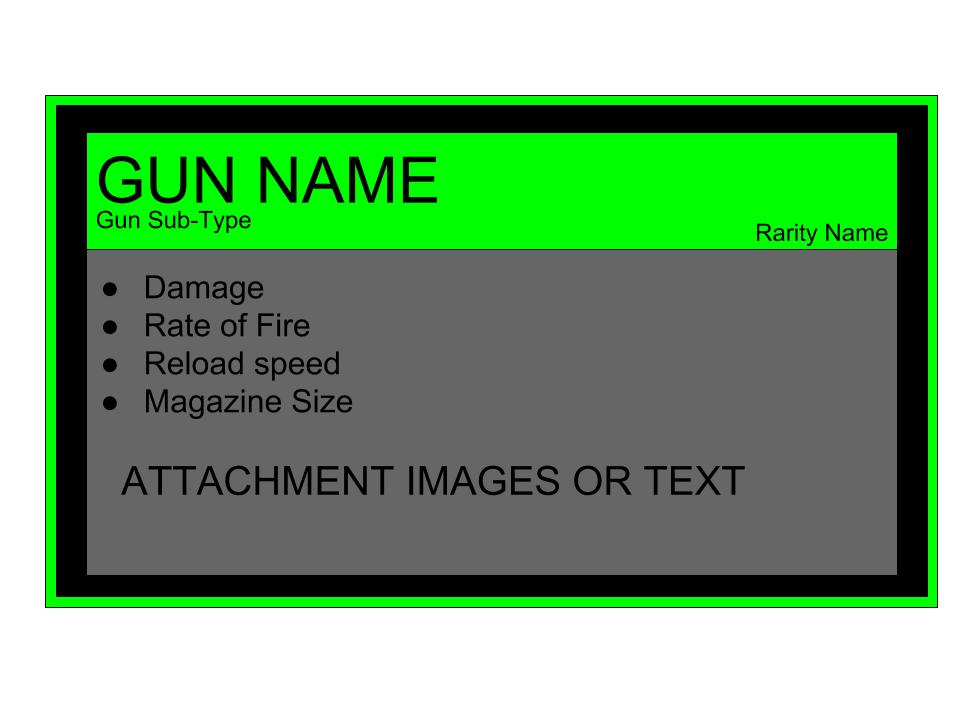 GUN NAME
Gun Sub-Type
Rarity Name
● Damage
● Rate of Fire
● Reload speed
● Magazine Size
ATTACHMENT IMAGES OR TEXT